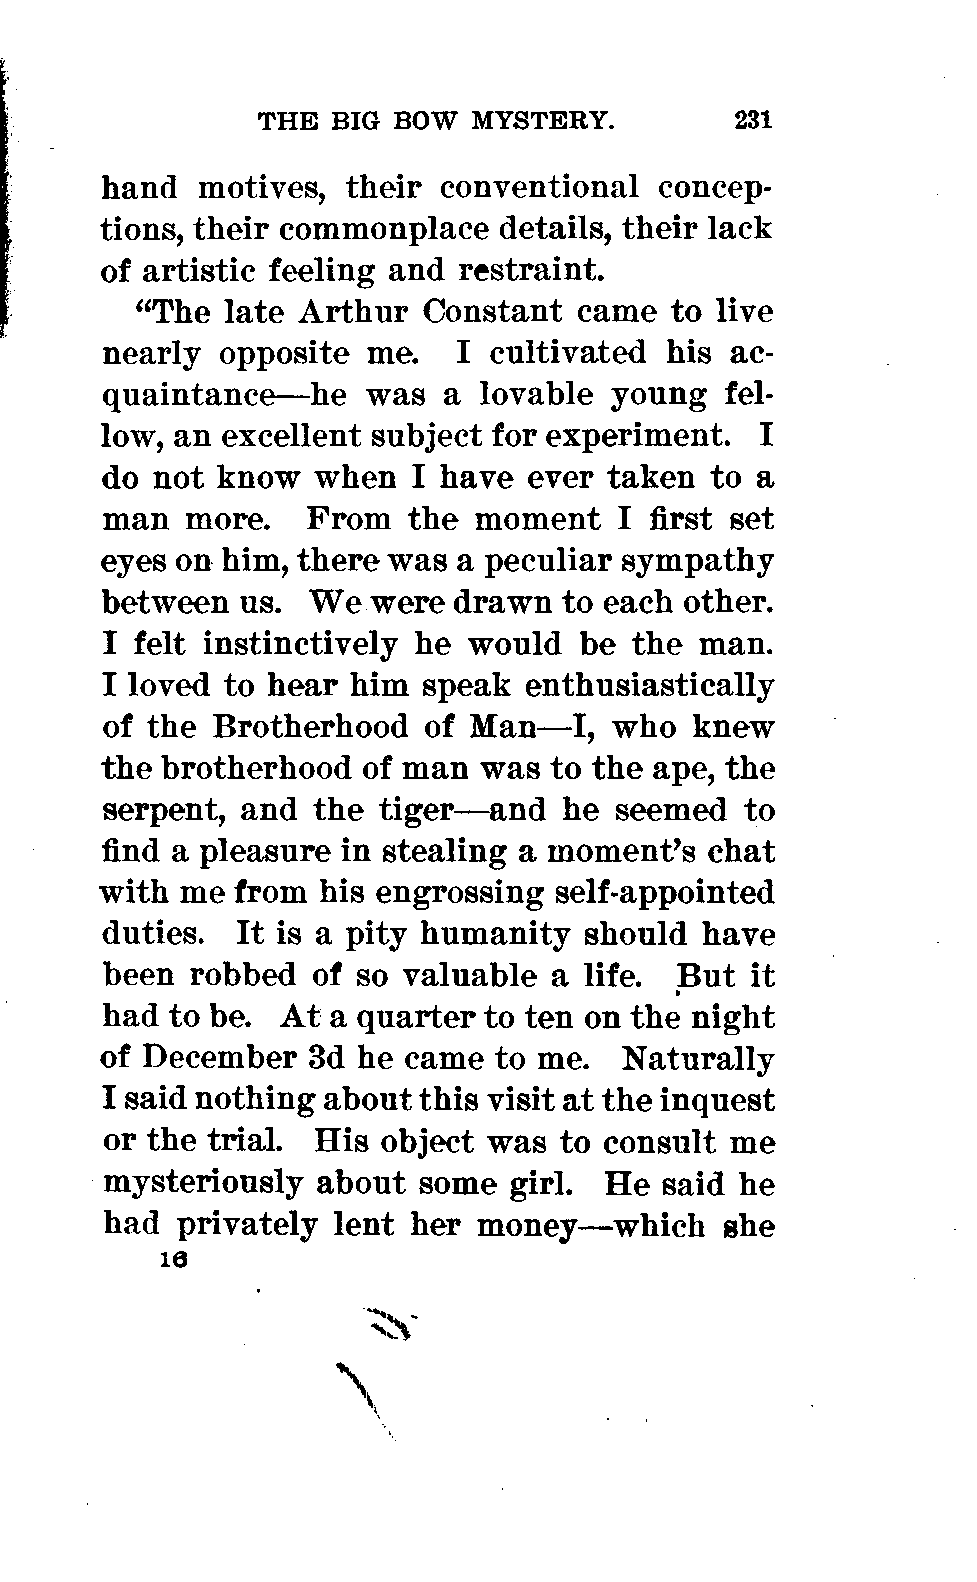 THE BIG BOW MYSTERY. 231
hand motives, their conventional concep-
tions, their commonplace details, their lack
of artistic feeling and restraint.
“The late Arthur Constant came to live
nearly opposite me. I cultivated his ac-
quaintance—he was a lovable young fel-
low, an excellent subject for experiment. I
do not know when I have ever taken to a
man more. From the moment I first set
eyes on him, there was a peculiar sympathy
between us. We were drawn to each other.
I felt instinctively he would be the man.
I loved to hear him speak enthusiastically
of the Brotherhood of Man—I, who knew
the brotherhood of man was to the ape, the
serpent, and the tiger—and he seemed to
find a pleasure in stealing a moment’s chat
with me from his engrossing self-appointed
duties. It is a pity humanity should have
been robbed of so valuable a life. But it
had to be. At a quarter to ten on the night
of December 3d he came to me. Naturally
I said nothing about this visit at the inquest
or the trial. His object was to consult me
mysteriously about some girl. He said he
had privately lent her money—which she
16